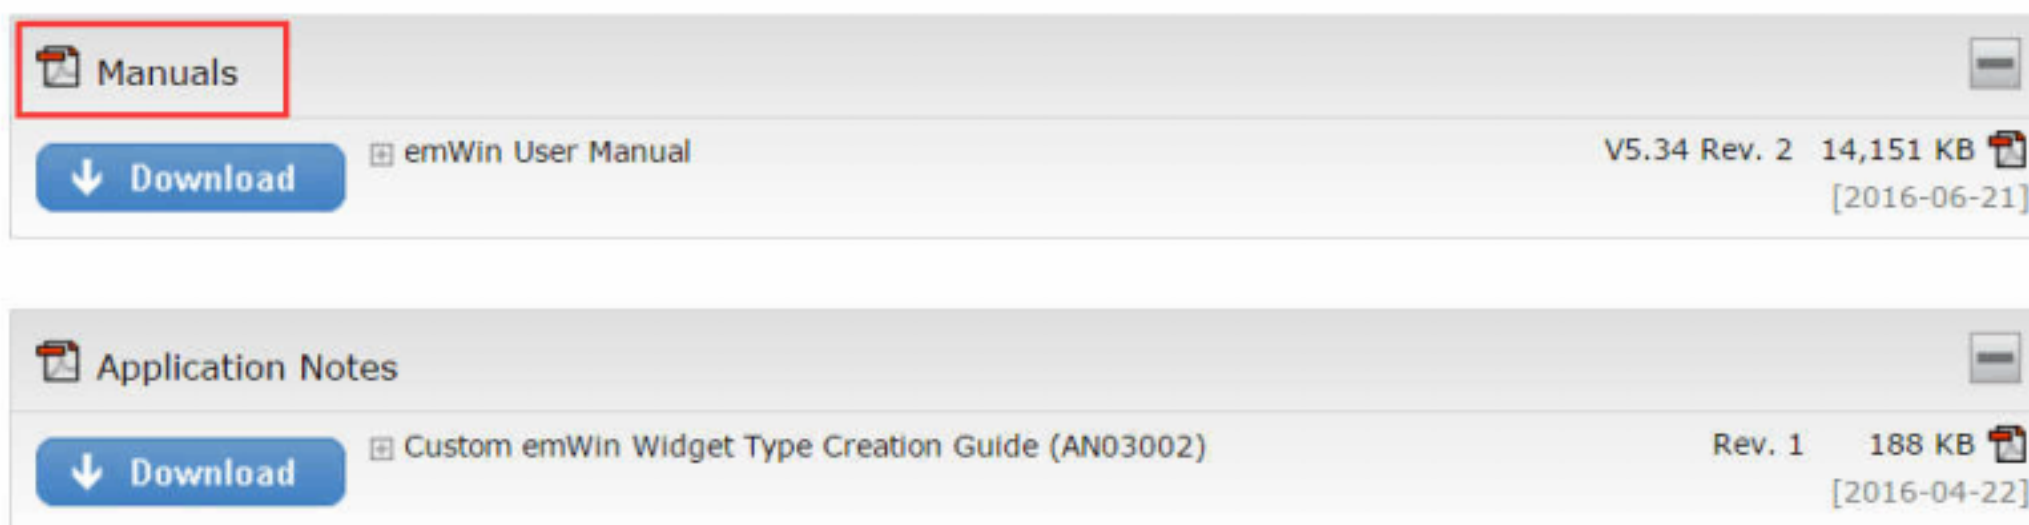 Manuals
Download emWin User Manual V5.34 Rev. 2 14,151 KB
[2016-06-21]
Application Notes
Download Custom emWin Widget Type Creation Guide (AN03002) Rev. 1 188 KB
[2016-04-22]